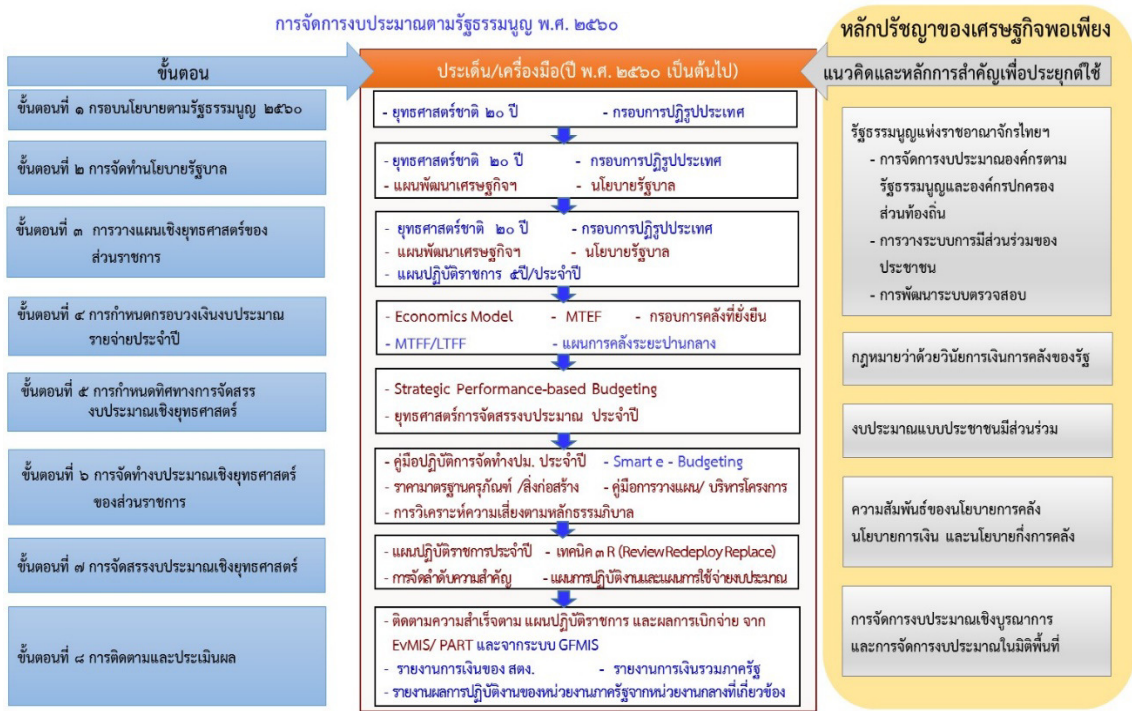 การจัดการงบประมาณตามรัฐธรรมนูญ พ.ศ. ๒๕๖๐
หลักปรัชญาของเศรษฐกิจพอเพียง
ขั้นตอน
ประเด็น/เครื่องมือ(ปี พ.ศ. ๒๕๖๐ เป็นต้นไป)
แนวคิดและหลักการสำคัญเพื่อประยุกต์ใช้
ขั้นตอนที่ ๑ กรอบนโยบายตามรัฐธรรมนูญ ๒๕๖๐
- ยุทธศาสตร์ชาติ ๒๐ ปี - กรอบการปฏิรูปประเทศ
ขั้นตอนที่ ๒ การจัดทำนโยบายรัฐบาล
- ยุทธศาสตร์ชาติ ๒๐ ปี - กรอบการปฏิรูปประเทศ
- แผนพัฒนาเศรษฐกิจฯ - นโยบายรัฐบาล
ขั้นตอนที่ ๓ การวางแผนเชิงยุทธศาสตร์ของ
ส่วนราชการ
- ยุทธศาสตร์ชาติ ๒๐ ปี - กรอบการปฏิรูปประเทศ
- แผนพัฒนาเศรษฐกิจฯ - นโยบายรัฐบาล
- แผนปฏิบัติราชการ ๕ปี/ประจำปี
ขั้นตอนที่ ๔ การกำหนดกรอบวงเงินงบประมาณ
รายจ่ายประจำปี
- Economics Model - MTEF - กรอบการคลังที่ยั่งยืน
- MTFF/LTFF - แผนการคลังระยะปานกลาง
ขั้นตอนที่ ๕ การกำหนดทิศทางการจัดสรร
งบประมาณเชิงยุทธศาสตร์
- Strategic Performance-based Budgeting
- ยุทธศาสตร์การจัดสรรงบประมาณ ประจำปี
ขั้นตอนที่ ๖ การจัดทำงบประมาณเชิงยุทธศาสตร์
ของส่วนราชการ
- คู่มือปฏิบัติการจัดทำงปม. ประจำปี - Smart e - Budgeting
- ราคามาตรฐานครุภัณฑ์ /สิ่งก่อสร้าง - คู่มือการวางแผน/ บริหารโครงการ
- การวิเคราะห์ความเสี่ยงตามหลักธรรมภิบาล
ขั้นตอนที่ ๗ การจัดสรรงบประมาณเชิงยุทธศาสตร์
- แผนปฏิบัติราชการประจำปี - เทคนิค ๓ R (Review Redeploy Replace)
- การจัดลำดับความสำคัญ - แผนการปฏิบัติงานและแผนการใช้จ่ายงบประมาณ
ขั้นตอนที่ ๘ การติดตามและประเมินผล
- ติดตามความสำเร็จตาม แผนปฏิบัติราชการ และผลการเบิกจ่าย จาก
EvMIS/ PART และจากระบบ GFMIS
- รายงานการเงินของ สตง. - รายงานการเงินรวมภาครัฐ
- รายงานผลการปฏิบัติงานของหน่วยงานภาครัฐจากหน่วยงานกลางที่เกี่ยวข้อง
รัฐธรรมนูญแห่งราชอาณาจักรไทยฯ
- การจัดการงบประมาณองค์กรตาม
รัฐธรรมนูญและองค์กรปกครอง
ส่วนท้องถิ่น
- การวางระบบการมีส่วนร่วมของ
ประชาชน
- การพัฒนาระบบตรวจสอบ
กฎหมายว่าด้วยวินัยการเงินการคลังของรัฐ
งบประมาณแบบประชาชนมีส่วนร่วม
ความสัมพันธ์ของนโยบายการคลัง
นโยบายการเงิน และนโยบายกึ่งการคลัง
การจัดการงบประมาณเชิงบูรณาการ
และการจัดการงบประมาณในมิติพื้นที่